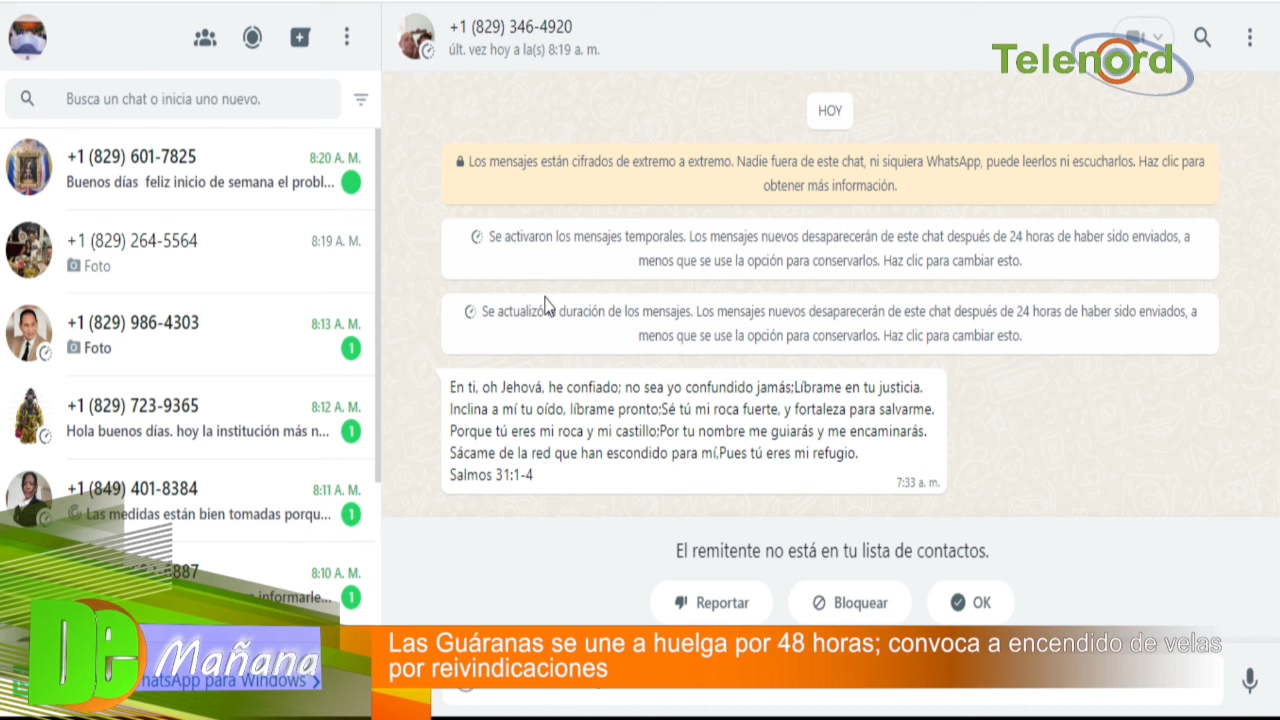 +1 (829) 346-4920
últ. vez hoy a la(s) 8:19 a. m.
Telenord
Busca un chat o inicia uno nuevo.
HOY
+1 (829) 601-7825
8:20 A. M.
Buenos días feliz inicio de semana el probl...
+1 (829) 264-5564
8:19 A. M.
Foto
+1 (829) 986-4303
8:13 A. M.
Foto
1
+1 (829) 723-9365
8:12 A. M.
Hola buenos días. hoy la institución más n...
1
+1 (849) 401-8384
8:11 A. M.
Las medidas están bien tomadas porqu...
1
887
8:10 A. M.
informarle...
1
Los mensajes están cifrados de extremo a extremo. Nadie fuera de este chat, ni siquiera WhatsApp, puede leerlos ni escucharlos. Haz clic para
obtener más información.
Se activaron los mensajes temporales. Los mensajes nuevos desaparecerán de este chat después de 24 horas de haber sido enviados, a
menos que se use la opción para conservarlos. Haz clic para cambiar esto.
Se actualizó duración de los mensajes. Los mensajes nuevos desaparecerán de este chat después de 24 horas de haber sido enviados, a
menos que se use la opción para conservarlos. Haz clic para cambiar esto.
En ti, oh Jehová, he confiado; no sea yo confundido jamás;Líbrame en tu justicia.
Inclina a mí tu oído, líbrame pronto;Sé tú mi roca fuerte, y fortaleza para salvarme.
Porque tú eres mi roca y mi castillo;Por tu nombre me guiarás y me encaminarás.
Sácame de la red que han escondido para mí,Pues tú eres mi refugio.
Salmos 31:1-4
7:33 a. m.
El remitente no está en tu lista de contactos.
Reportar
Bloquear
OK
De
Mañana
hatsApp para Windows
Las Guáranas se une a huelga por 48 horas; convoca a encendido de velas
por reivindicaciones